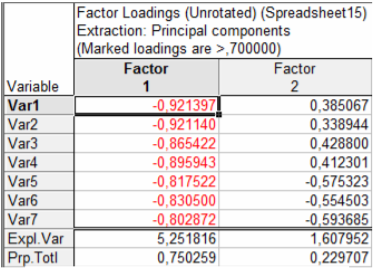 Factor Loadings (Unrotated) (Spreadsheet15)
Extraction: Principal components
(Marked loadings are >,700000)
Variable Factor 1 Factor 2
Var1 -0,921397 0,385067
Var2 -0,921140 0,338944
Var3 -0,865422 0,428800
Var4 -0,895943 0,412301
Var5 -0,817522 -0,575323
Var6 -0,830500 -0,554503
Var7 -0,802872 -0,593685
Expl.Var 5,251816 1,607952
Prp.Totl 0,750259 0,229707